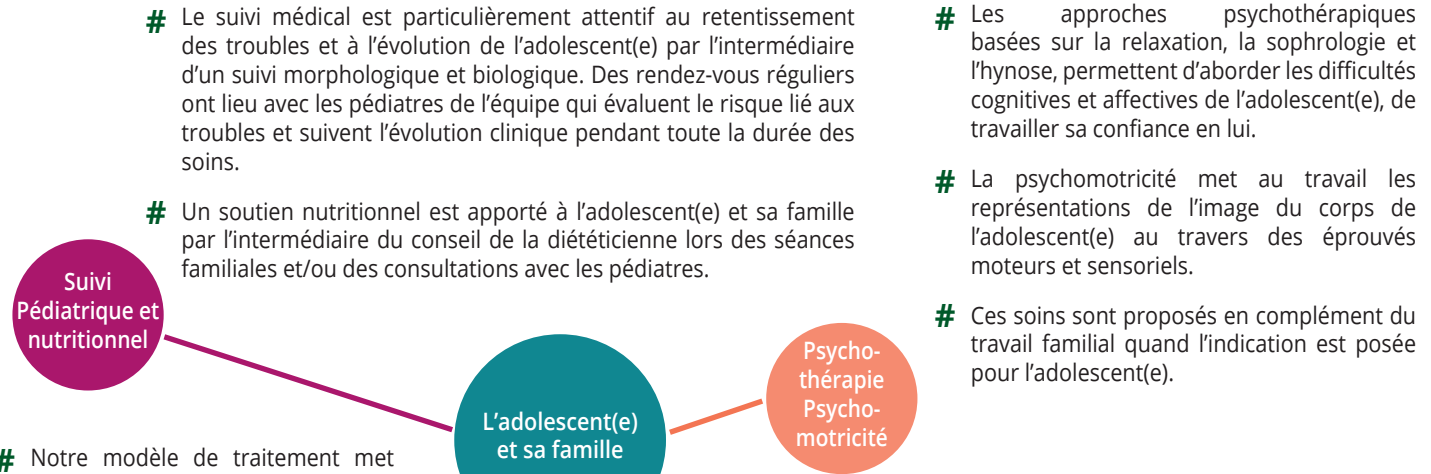 # Le suivi médical est particulièrement attentif au retentissement
des troubles et à l’évolution de l’adolescent(e) par l’intermédiaire
d’un suivi morphologique et biologique. Des rendez-vous réguliers
ont lieu avec les pédiatres de l’équipe qui évaluent le risque lié aux
troubles et suivent l’évolution clinique pendant toute la durée des
soins.
# Un soutien nutritionnel est apporté à l’adolescent(e) et sa famille
par l’intermédiaire du conseil de la diététicienne lors des séances
familiales et/ou des consultations avec les pédiatres.
# Les approches psychothérapiques
basées sur la relaxation, la sophrologie et
l’hynose, permettent d’aborder les difficultés
cognitives et affectives de l’adolescent(e), de
travailler sa confiance en lui.
# La psychomotricité met au travail les
représentations de l’image du corps de
l’adolescent(e) au travers des éprouvés
moteurs et sensoriels.
# Ces soins sont proposés en complément du
travail familial quand l’indication est posée
pour l’adolescent(e).
Suivi
Pédiatrique et
nutritionnel
L’adolescent(e)
et sa famille
Psycho-
thérapie
Psycho-
motricité
# Notre modèle de traitement met